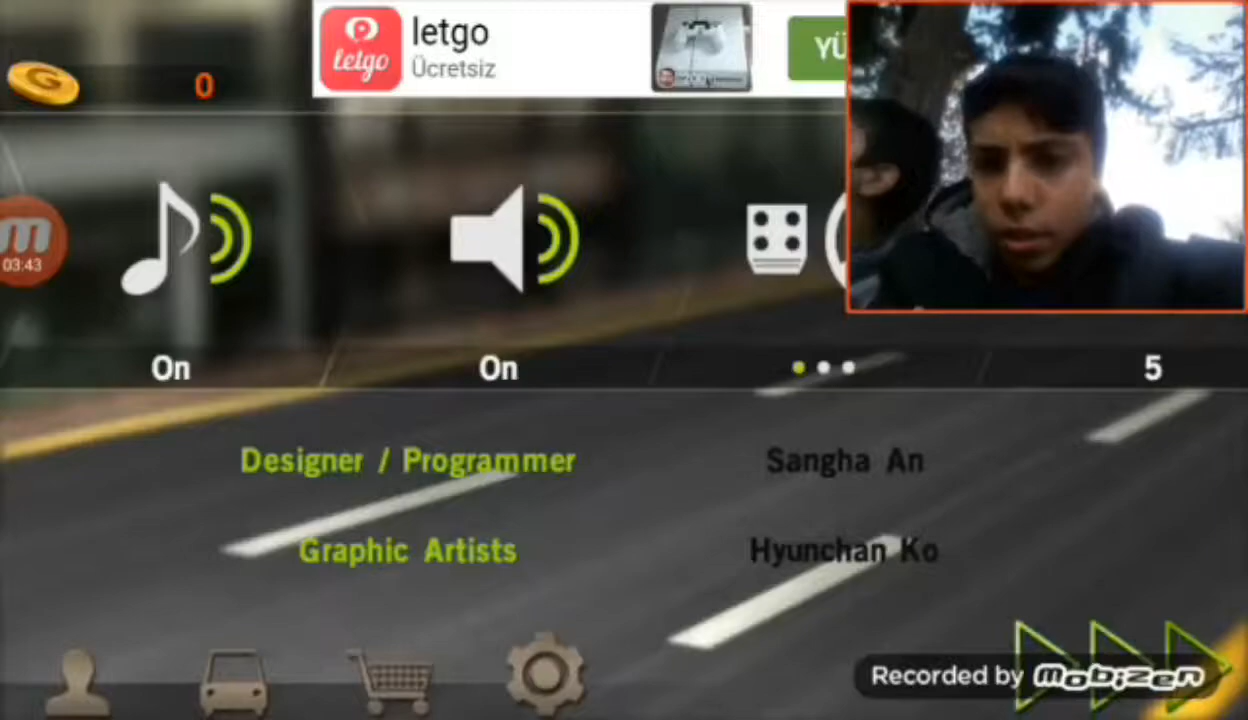 letgo
letgo
Ücretsiz
YÜ
G
0
m
03:43
On
On
5
Designer / Programmer
Sangha An
Graphic Artists
Hyunchan Ko
Recorded by mobizen